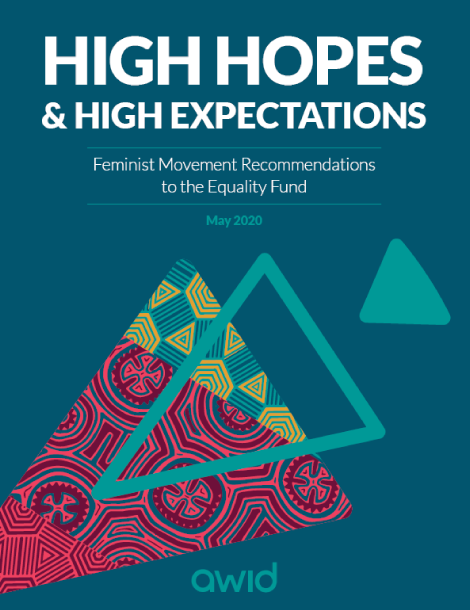 HIGH HOPES
& HIGH EXPECTATIONS
Feminist Movement Recommendations
to the Equality Fund
May 2020
awid